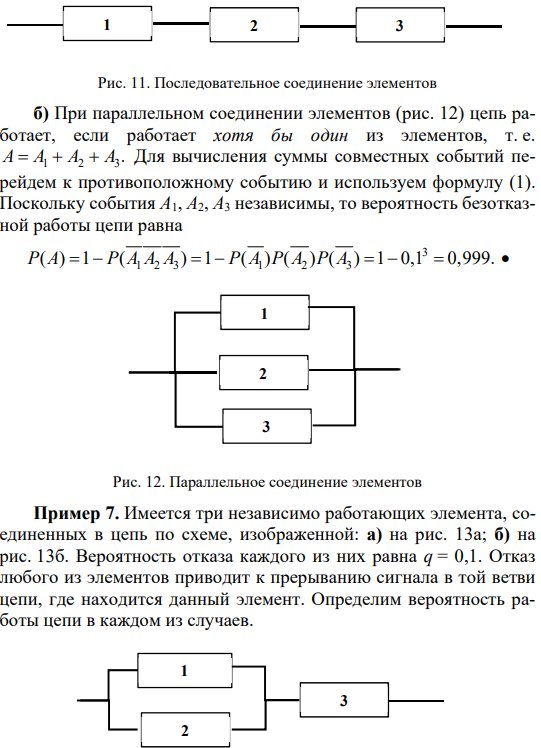 1 2 3
Рис. 11. Последовательное соединение элементов
б) При параллельном соединении элементов (рис. 12) цепь ра-
ботает, если работает хотя бы один из элементов, т. е.
A = A₁ + A₂ + A₃. Для вычисления суммы совместных событий пе-
рейдем к противоположному событию и используем формулу (1).
Поскольку события A₁, A₂, A₃ независимы, то вероятность безотказ-
ной работы цепи равна
P(A) = 1 − P(A̅₁ A̅₂ A̅₃) = 1 − P(A̅₁)P(A̅₂)P(A̅₃) = 1 − 0,1³ = 0,999. •
1
2
3
Рис. 12. Параллельное соединение элементов
Пример 7. Имеется три независимо работающих элемента, со-
единенных в цепь по схеме, изображенной: а) на рис. 13а; б) на
рис. 13б. Вероятность отказа каждого из них равна q = 0,1. Отказ
любого из элементов приводит к прерыванию сигнала в той ветви
цепи, где находится данный элемент. Определим вероятность ра-
боты цепи в каждом из случаев.
1
3
2